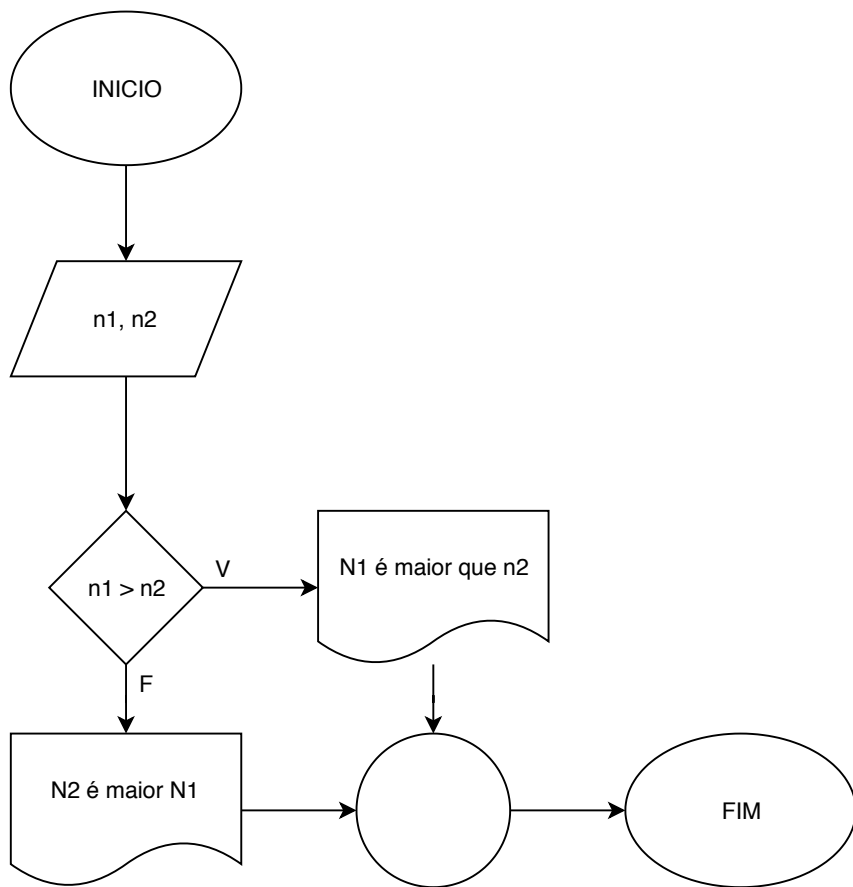 INICIO
n1, n2
n1 > n2
V
N1 é maior que n2
F
N2 é maior N1
FIM